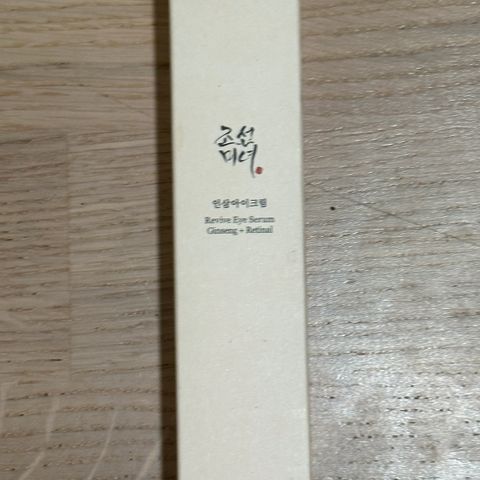 조선
미녀
인삼아이크림
Revive Eye Serum
Ginseng + Retinal